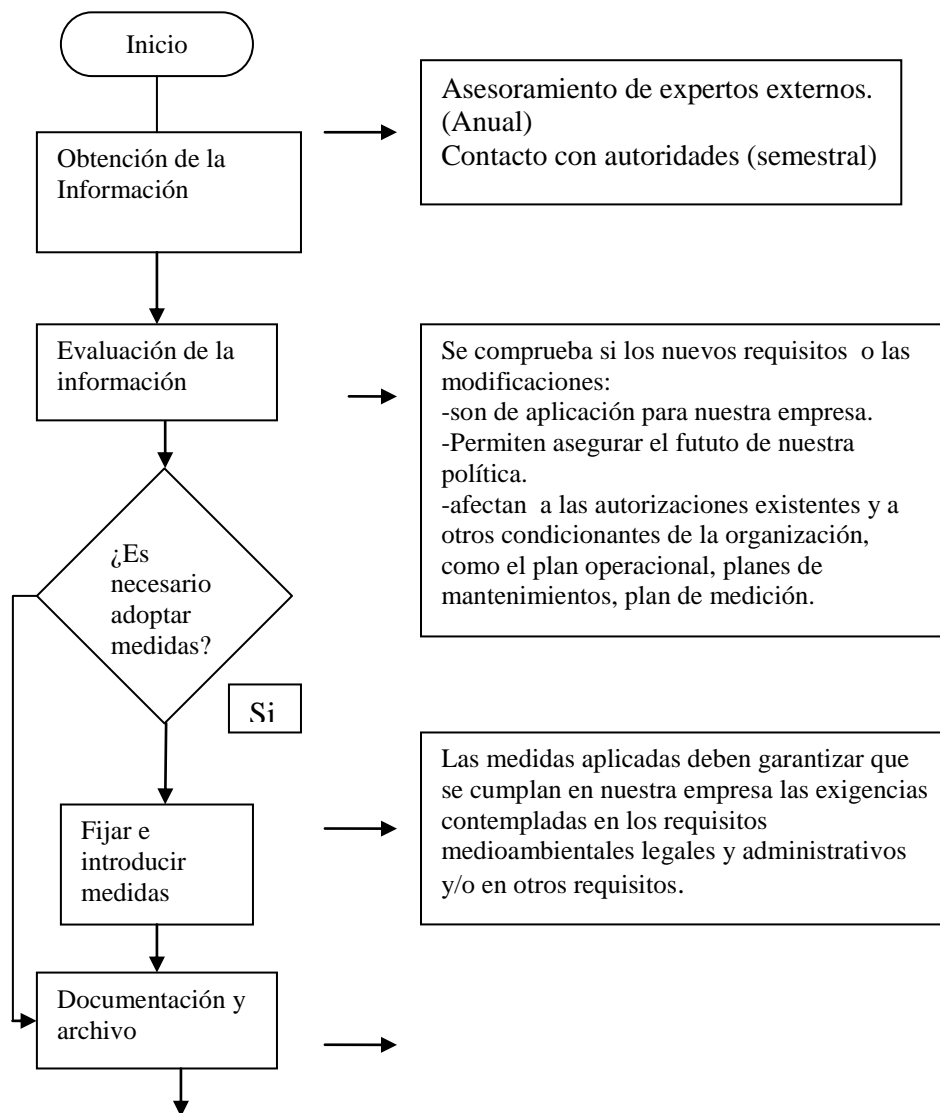 Inicio
Asesoramiento de expertos externos.
(Anual)
Contacto con autoridades (semestral)
Obtención de la
Información
Evaluación de la
información
Se comprueba si los nuevos requisitos o las
modificaciones:
-son de aplicación para nuestra empresa.
-Permiten asegurar el fututo de nuestra
política.
-afectan a las autorizaciones existentes y a
otros condicionantes de la organización,
como el plan operacional, planes de
mantenimientos, plan de medición.
¿Es
necesario
adoptar
medidas?
Si
Fijar e
introducir
medidas
Las medidas aplicadas deben garantizar que
se cumplan en nuestra empresa las exigencias
contempladas en los requisitos
medioambientales legales y administrativos
y/o en otros requisitos.
Documentación y
archivo